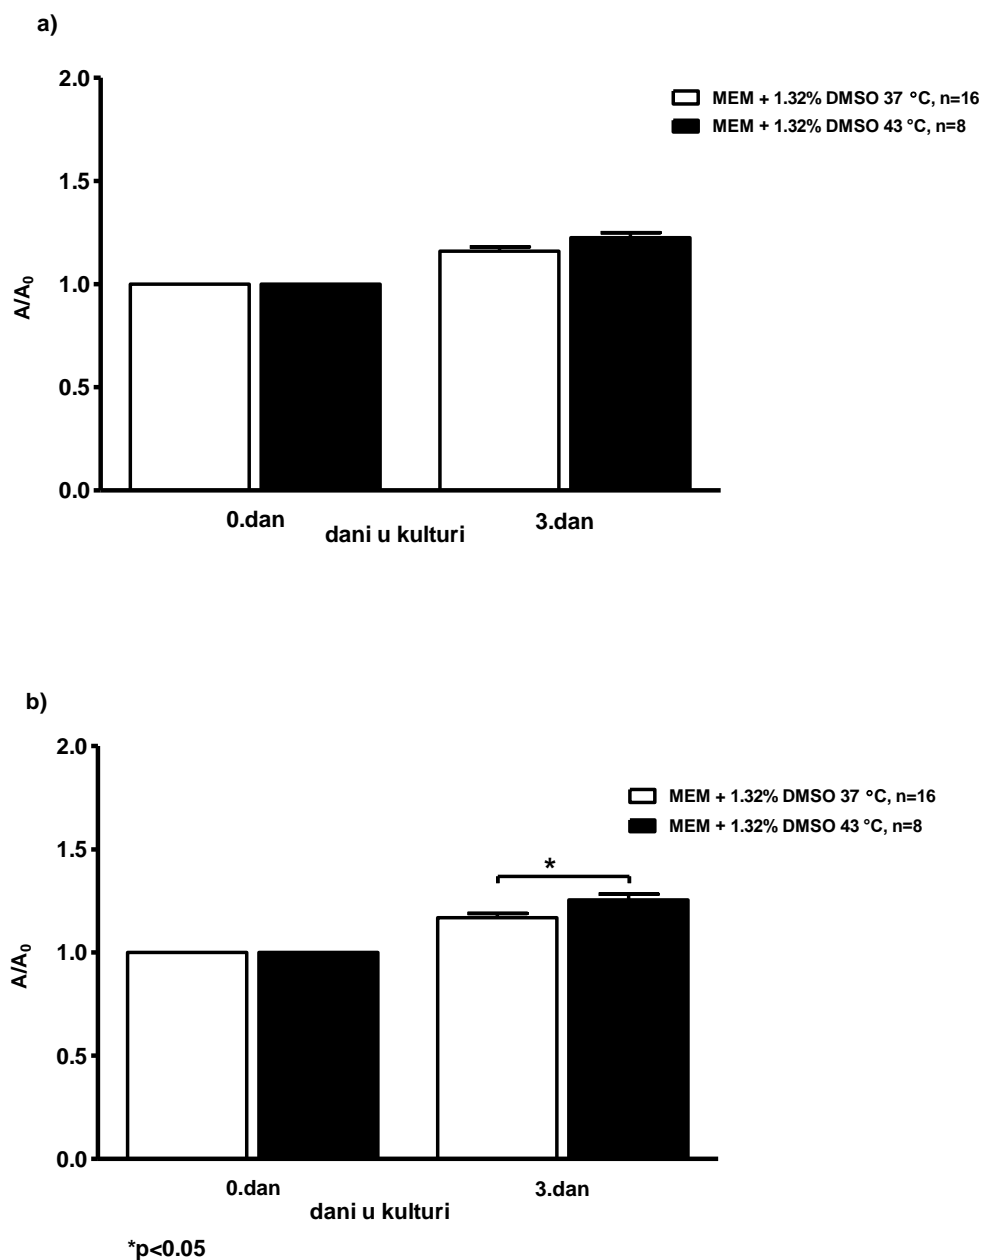 a)
2.0
1.5
1.0
0.5
0.0
A/A₀
MEM + 1.32% DMSO 37 °C, n=16
MEM + 1.32% DMSO 43 °C, n=8
0.dan
3.dan
dani u kulturi
b)
2.0
1.5
1.0
0.5
0.0
A/A₀
MEM + 1.32% DMSO 37 °C, n=16
MEM + 1.32% DMSO 43 °C, n=8
*
0.dan
3.dan
dani u kulturi
*p<0.05